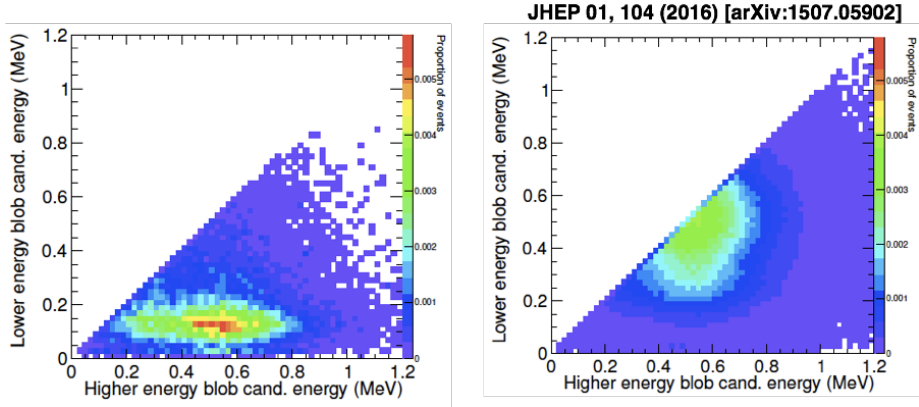 JHEP 01, 104 (2016) [arXiv:1507.05902]
Lower energy blob cand. energy (MeV)
1.2
1
0.8
0.6
0.4
0.2
0
0 0.2 0.4 0.6 0.8 1 1.2
Higher energy blob cand. energy (MeV)
Proportion of events
0.005
0.004
0.003
0.002
0.001
0
Lower energy blob cand. energy (MeV)
1.2
1
0.8
0.6
0.4
0.2
0
0 0.2 0.4 0.6 0.8 1 1.2
Higher energy blob cand. energy (MeV)
Proportion of events
0.005
0.004
0.003
0.002
0.001
0